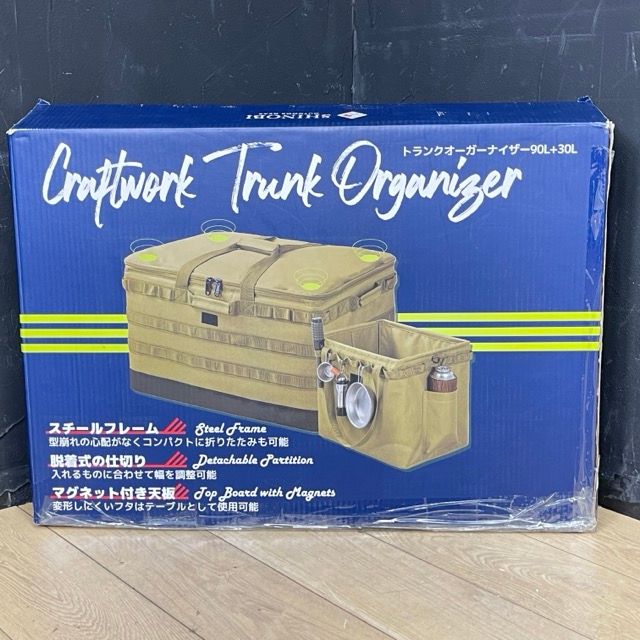 SHINOBI
トランクオーガーナイザー90L+30L
Craftwork Trunk Organizer
スチールフレーム Steel Frame
型崩れの心配がなくコンパクトに折りたたみも可能
脱着式の仕切り Detachable Partition
入れるものに合わせて幅を調整可能
マグネット付き天板 Top Board with Magnets
変形しにくいフタはテーブルとして使用可能